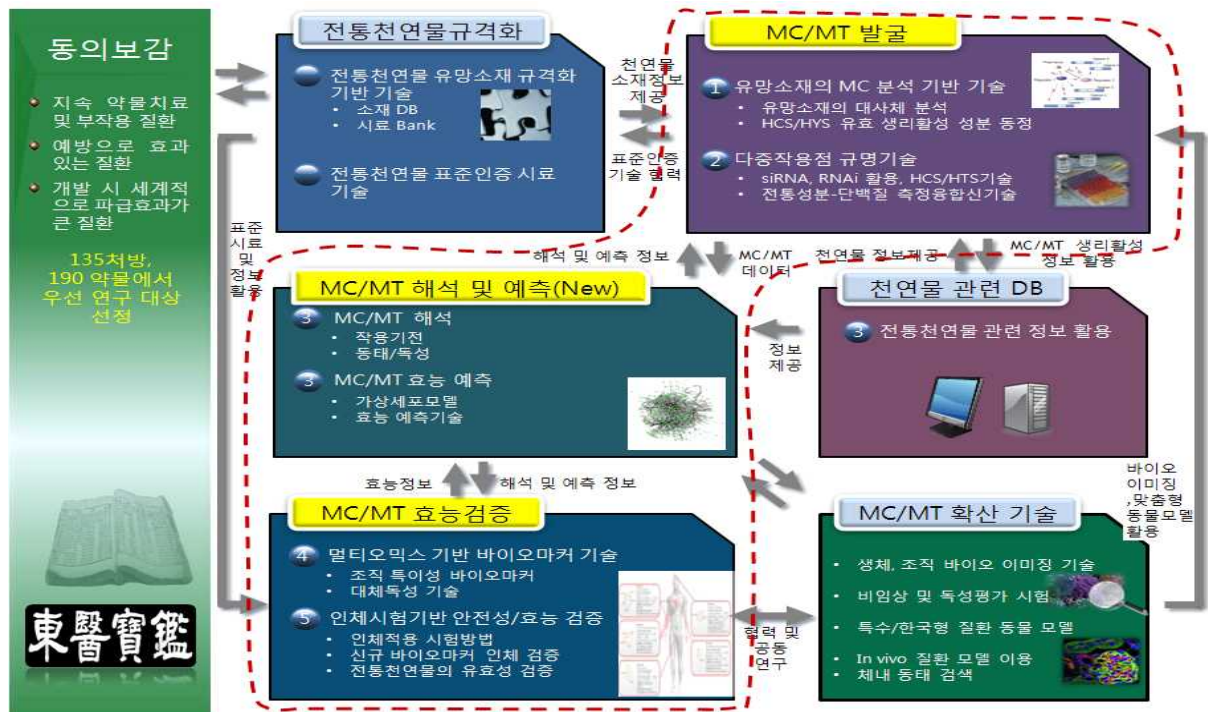 동의보감
지속 약물치료
및 부작용 질환
예방으로 효과
있는 질환
개발 시 세계적
으로 파급효과가
큰 질환
135처방,
190 약물에서
우선 연구 대상
선정
東醫寶鑑
전통천연물규격화
전통천연물 유망소재 규격화
기반 기술
소재 DB
시료 Bank
전통천연물 표준인증 시료
기술
천연물
소재정보
제공
표준인증
기술 협력
MC/MT 발굴
1 유망소재의 MC 분석 기반 기술
유망소재의 대사체 분석
HCS/HYS 유효 생리활성 성분 동정
2 다중작용점 규명기술
siRNA, RNAi 활용, HCS/HTS기술
전통성분-단백질 측정융합신기술
표준
시료
및
정보
활용
해석 및 예측 정보
MC/MT
데이터
천연물 정보제공
MC/MT 생리활성
정보 활용
MC/MT 해석 및 예측(New)
3 MC/MT 해석
작용기전
동태/독성
3 MC/MT 효능 예측
가상세포모델
효능 예측기술
정보
제공
천연물 관련 DB
3 전통천연물 관련 정보 활용
효능정보
해석 및 예측 정보
바이오
이미징
,맞춤형
동물모델
활용
MC/MT 효능검증
4 멀티오믹스 기반 바이오마커 기술
조직 특이성 바이오마커
대체독성 기술
5 인체시험기반 안전성/효능 검증
인체적용 시험방법
신규 바이오마커 인체 검증
전통천연물의 유효성 검증
협력 및
공동
연구
MC/MT 확산 기술
생체, 조직 바이오 이미징 기술
비임상 및 독성평가 시험
특수/한국형 질환 동물 모델
In vivo 질환 모델 이용
체내 동태 검색